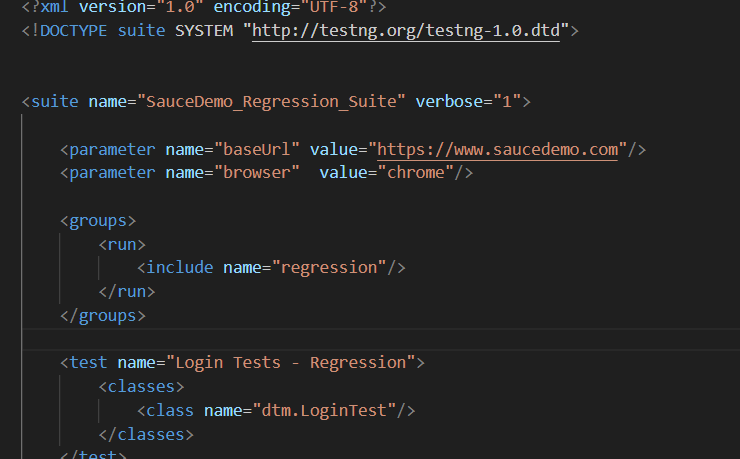 <?xml version="1.0" encoding="UTF-8"?>
<!DOCTYPE suite SYSTEM "http://testng.org/testng-1.0.dtd">
<suite name="SauceDemo_Regression_Suite" verbose="1">
<parameter name="baseUrl" value="https://www.saucedemo.com"/>
<parameter name="browser"  value="chrome"/>
<groups>
<run>
<include name="regression"/>
</run>
</groups>
<test name="Login Tests - Regression">
<classes>
<class name="dtm.LoginTest"/>
</classes>
</test>